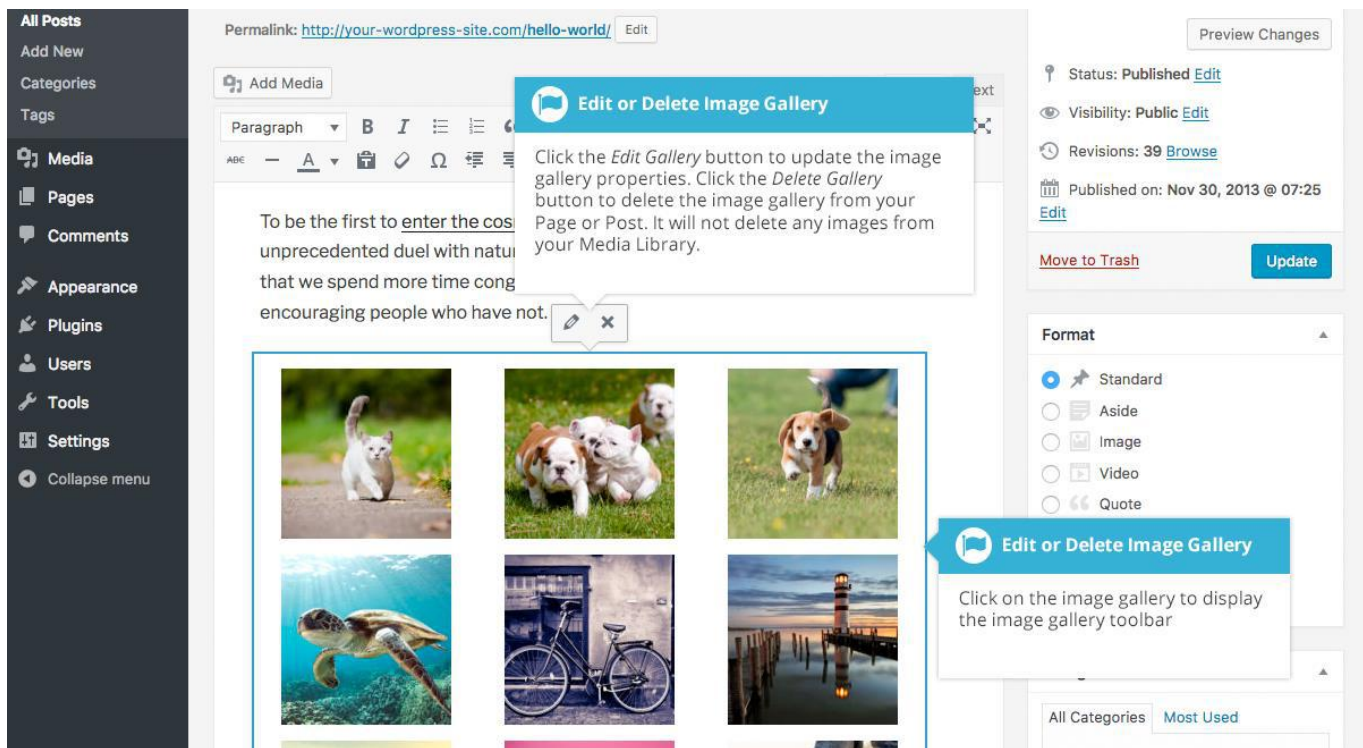 All Posts
Add New
Categories
Tags
Media
Pages
Comments
Appearance
Plugins
Users
Tools
Settings
Collapse menu
Permalink: http://your-wordpress-site.com/hello-world/ Edit
Add Media
ext
Paragraph B I
ABC A Ω
To be the first to enter the
unprecedented duel with
that we spend more time
encouraging people who have not.
Edit or Delete Image Gallery
Click the Edit Gallery button to update the image
gallery properties. Click the Delete Gallery
button to delete the image gallery from your
Page or Post. It will not delete any images from
your Media Library.
Edit or Delete Image Gallery
Click on the image gallery to display
the image gallery toolbar
Preview Changes
Status: Published Edit
Visibility: Public Edit
Revisions: 39 Browse
Published on: Nov 30, 2013 @ 07:25
Edit
Move to Trash Update
Format
Standard
Aside
Image
Video
Quote
All Categories Most Used